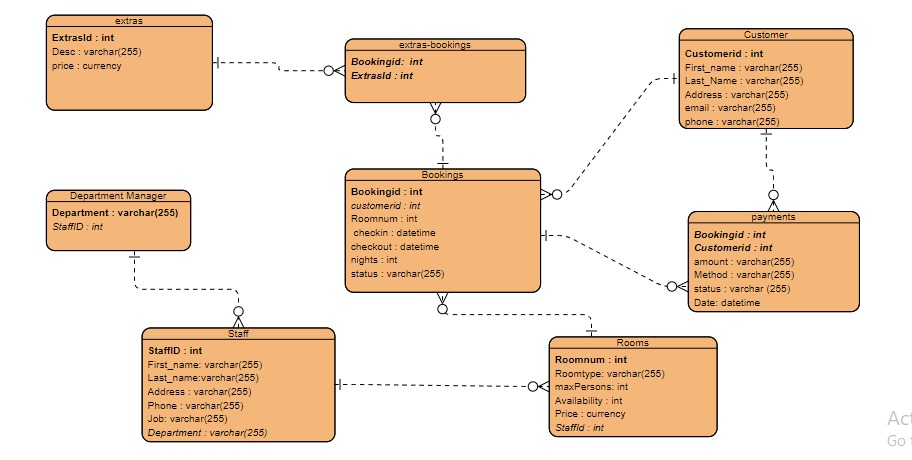 extras
ExtrasId : int
Desc : varchar(255)
price : currency
extras-bookings
Bookingid: int
ExtrasId : int
Customer
Customerid : int
First_name : varchar(255)
Last_Name : varchar(255)
Address : varchar(255)
email : varchar(255)
phone : varchar(255)
Bookings
Bookingid : int
customerid : int
Roomnum : int
checkin : datetime
checkout : datetime
nights : int
status : varchar(255)
Department Manager
Department : varchar(255)
StaffID : int
payments
Bookingid : int
Customerid : int
amount : varchar(255)
Method : varchar(255)
status : varchar (255)
Date: datetime
Staff
StaffID : int
First_name: varchar(255)
Last_name:varchar(255)
Address : varchar(255)
Phone : varchar(255)
Job: varchar(255)
Department : varchar(255)
Rooms
Roomnum : int
Roomtype: varchar(255)
maxPersons: int
Availability : int
Price : currency
StaffId : int
Go